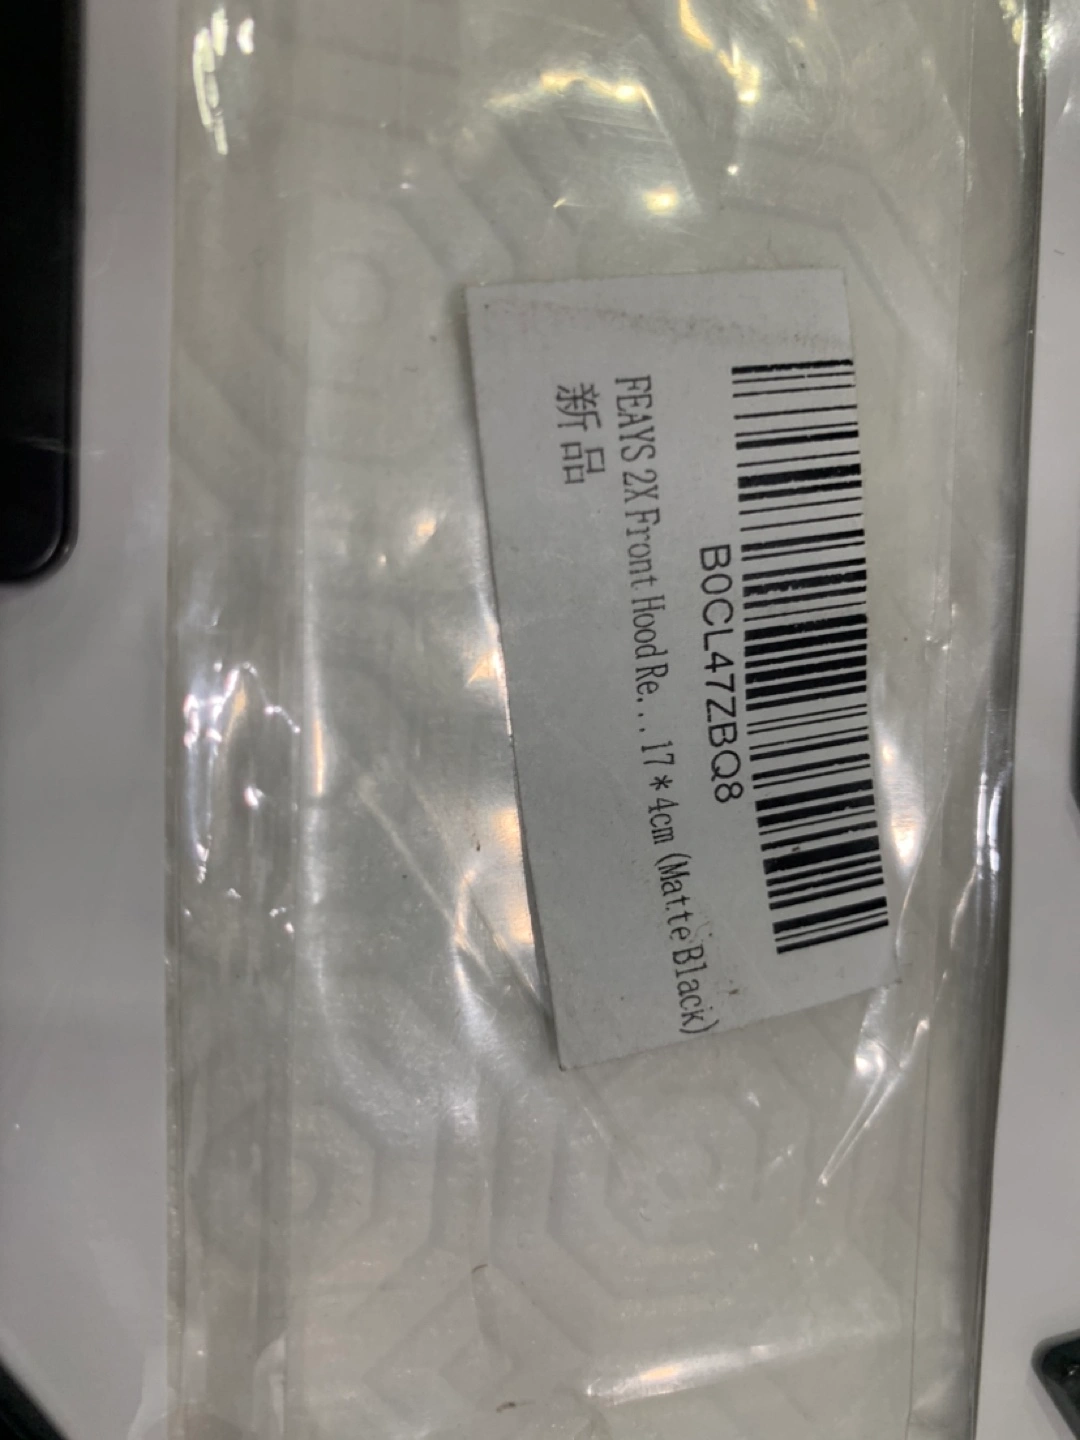 B0CL47ZBQ8
FEAYS 2X Front Hood Re...17*4cm (Matte Black)
新品